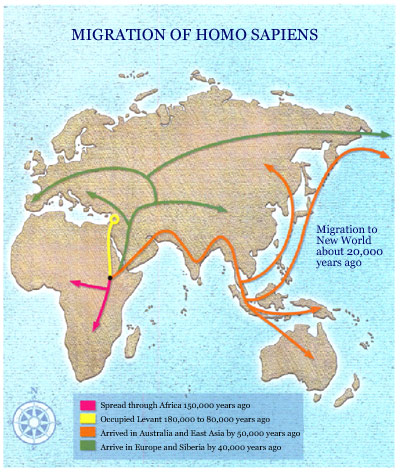 MIGRATION OF HOMO SAPIENS
Migration to
New World
about 20,000
years ago
N
Spread through Africa 150,000 years ago
Occupied Levant 180,000 to 80,000 years ago
Arrived in Australia and East Asia by 50,000 years ago
Arrive in Europe and Siberia by 40,000 years ago